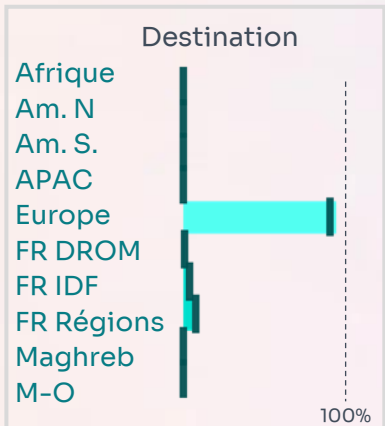 Destination
Afrique
Am. N
Am. S.
APAC
Europe
FR DROM
FR IDF
FR Régions
Maghreb
M-O
100%